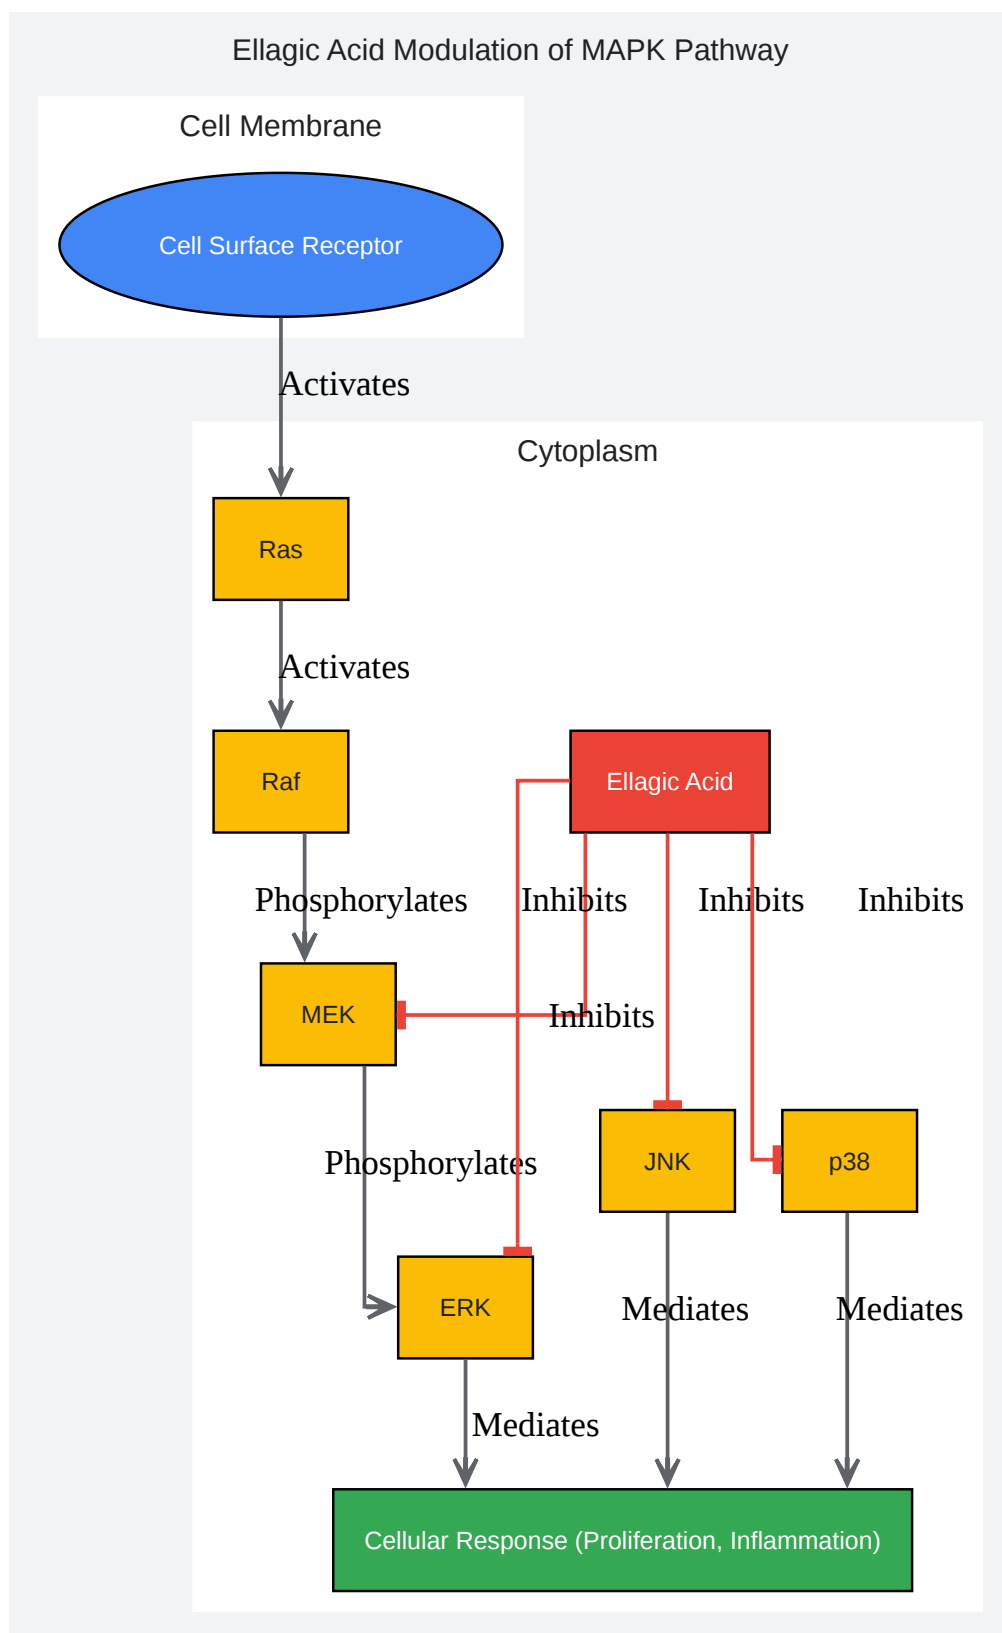 Ellagic Acid Modulation of MAPK Pathway
Cell Membrane
Cell Surface Receptor
Activates
Cytoplasm
Ras
Activates
Raf
Ellagic Acid
Phosphorylates
Inhibits
Inhibits
Inhibits
MEK
Inhibits
Phosphorylates
JNK
p38
ERK
Mediates
Mediates
Mediates
Cellular Response (Proliferation, Inflammation)